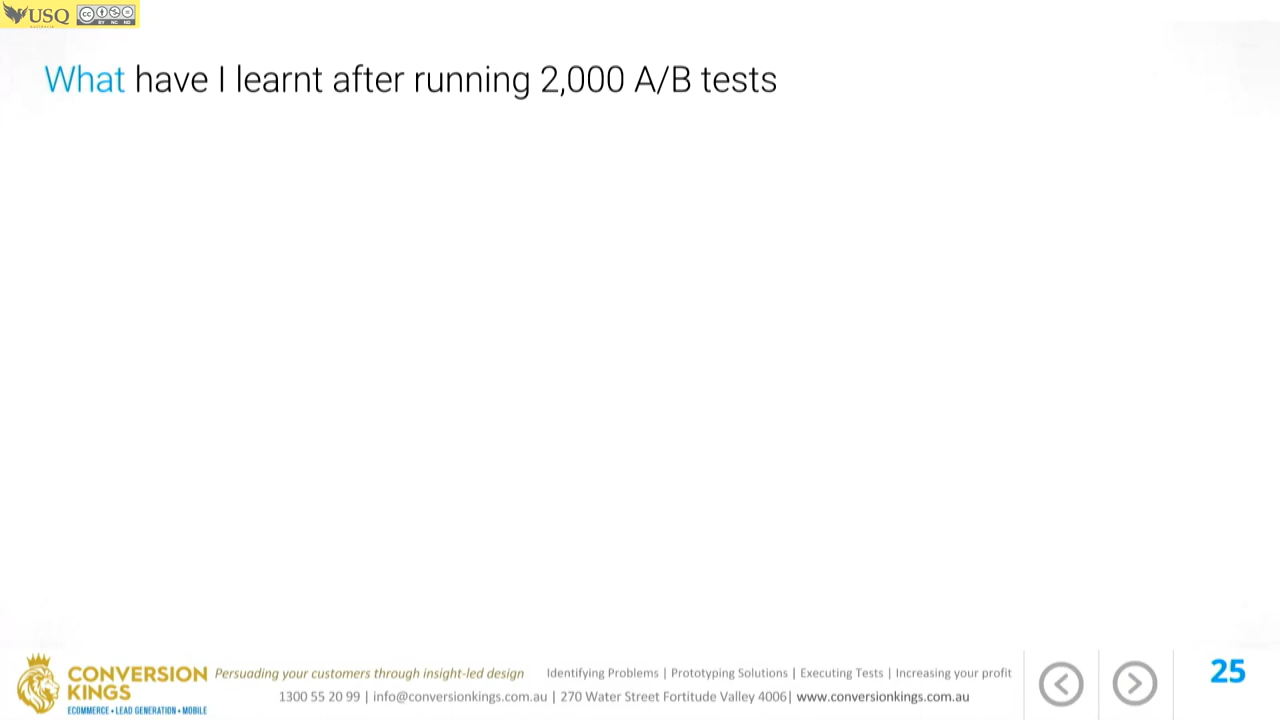 USQ
What have I learnt after running 2,000 A/B tests
CONVERSION
KINGS
ECOMMERCE • LEAD GENERATION • MOBILE
Persuading your customers through insight-led design
Identifying Problems | Prototyping Solutions | Executing Tests | Increasing your profit
1300 55 20 99 | info@conversionkings.com.au | 270 Water Street Fortitude Valley 4006| www.conversionkings.com.au
25